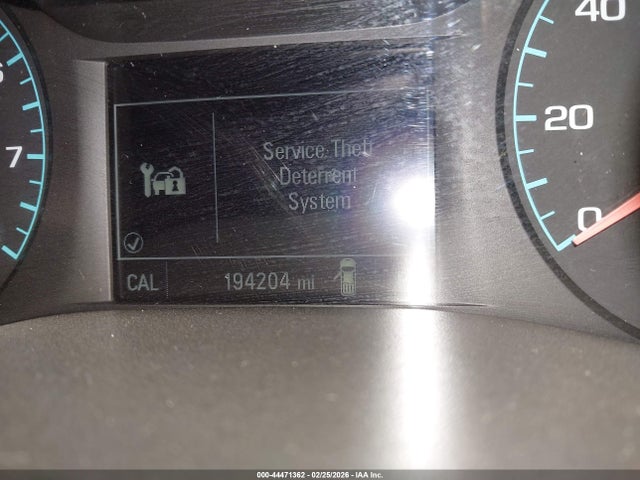 40
20
0
7
Service Theft
Deterrent
System
CAL
194204 mi
000-44471362 - 02/25/2026 - IAA Inc.